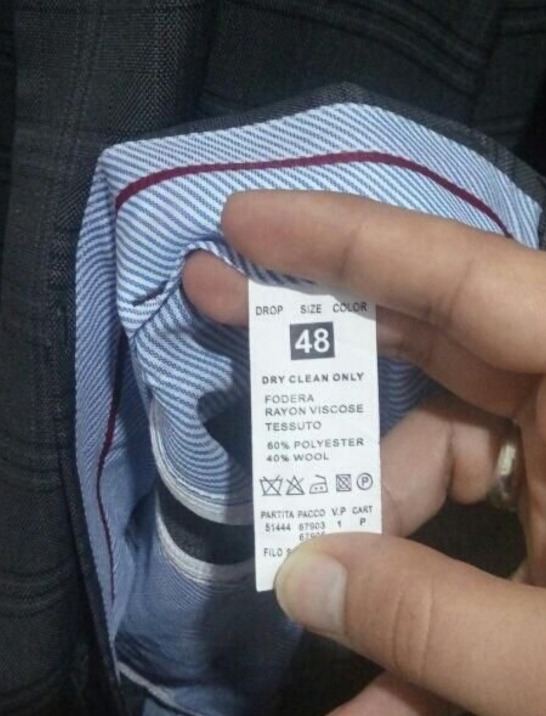 DROP SIZE COLOR
48
DRY CLEAN ONLY
FODERA
RAYON VISCOSE
TESSUTO
60% POLYESTER
40% WOOL
P
PARTITA PACCO V.P CART
51444 67903 1 P
FILO